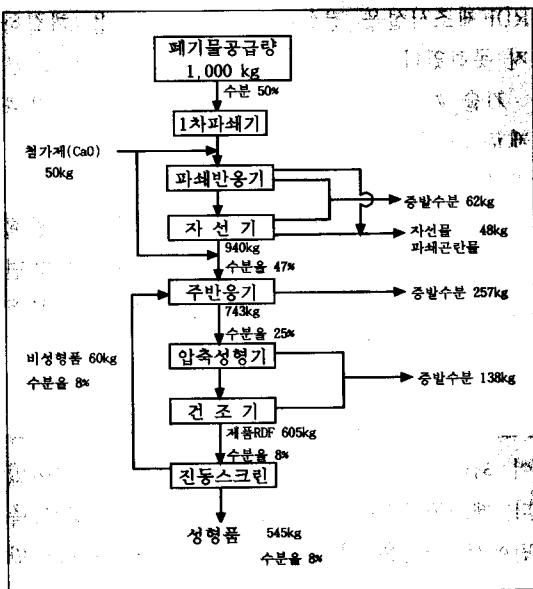 폐기물공급량
1,000 kg
수분 50%
1차파쇄기
첨가제(CaO)
50kg
파쇄반응기
증발수분 62kg
자 선 기
자선물 48kg
파쇄곤란물
940kg
수분율 47%
주반응기
증발수분 257kg
743kg
수분율 25%
비성형품 60kg
수분율 8%
압축성형기
증발수분 138kg
건 조 기
제품RDF 605kg
수분율 8%
진동스크린
성형품 545kg
수분율 8%